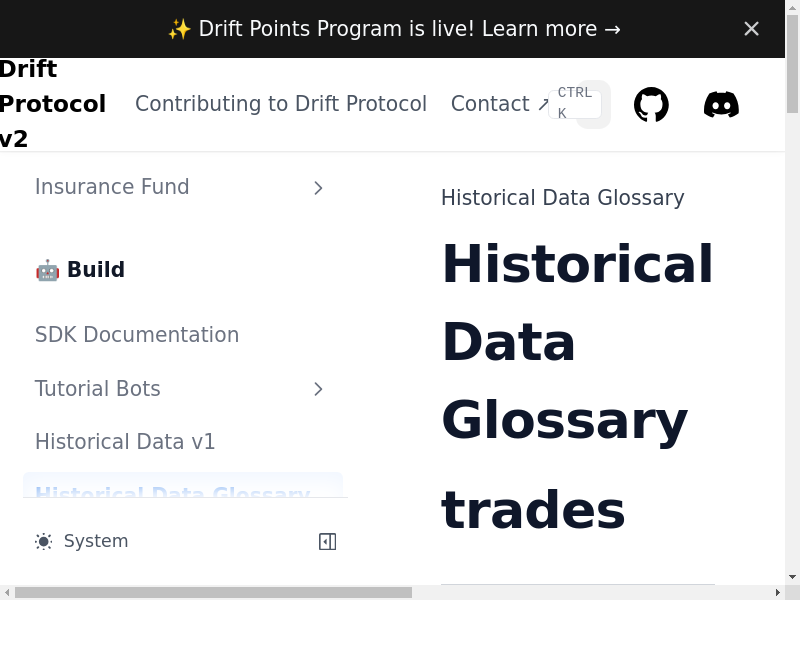 ✨ Drift Points Program is live! Learn more →
Drift
Protocol
v2
Contributing to Drift Protocol
Contact ↗
CTRL
K
Insurance Fund
🤖 Build
SDK Documentation
Tutorial Bots
Historical Data v1
Historical Data Glossary
System
Historical Data Glossary
Historical
Data
Glossary
trades